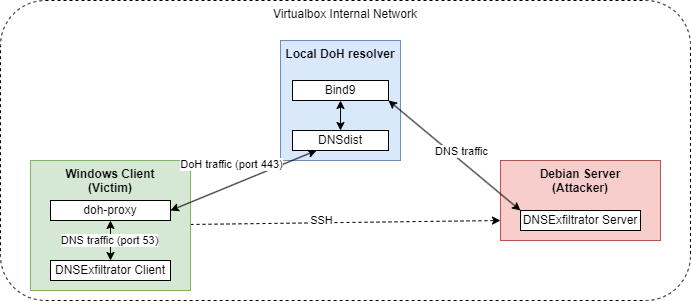 Virtualbox Internal Network
Local DoH resolver
Bind9
DNSdist
DoH traffic (port 443)
DNS traffic
Windows Client
(Victim)
doh-proxy
DNS traffic (port 53)
DNSExfiltrator Client
SSH
Debian Server
(Attacker)
DNSExfiltrator Server